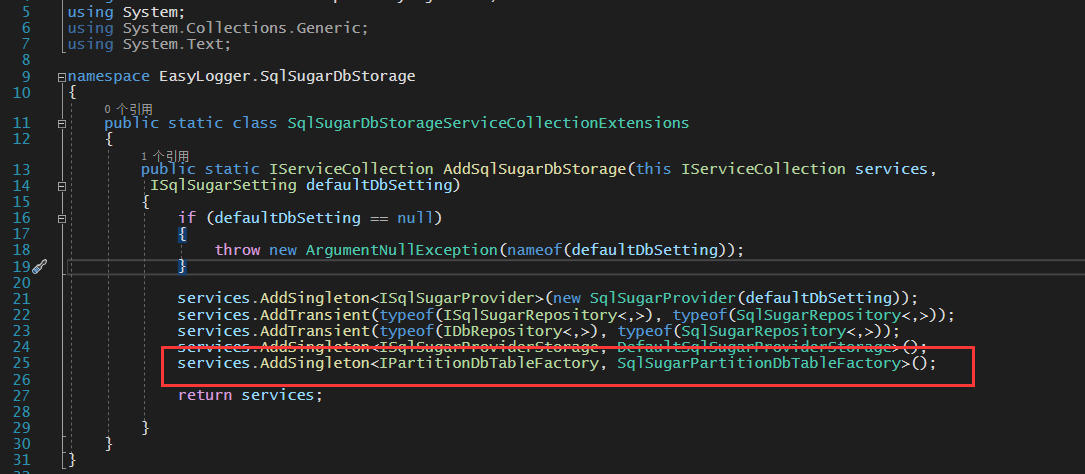 5 using System;
6 using System.Collections.Generic;
7 using System.Text;
8
9 namespace EasyLogger.SqlSugarDbStorage
10 {
0 个引用
11 public static class SqlSugarDbStorageServiceCollectionExtensions
12 {
1 个引用
13 public static IServiceCollection AddSqlSugarDbStorage(this IServiceCollection services,
14 ISqlSugarSetting defaultDbSetting)
15 {
16 if (defaultDbSetting == null)
17 {
18 throw new ArgumentNullException(nameof(defaultDbSetting));
19 }
20
21 services.AddSingleton<ISqlSugarProvider>(new SqlSugarProvider(defaultDbSetting));
22 services.AddTransient(typeof(ISqlSugarRepository<,>), typeof(SqlSugarRepository<,>));
23 services.AddTransient(typeof(IDbRepository<,>), typeof(SqlSugarRepository<,>));
24 services.AddSingleton<ISqlSugarProviderStorage, DefaultSqlSugarProviderStorage>();
25 services.AddSingleton<IPartitionDbTableFactory, SqlSugarPartitionDbTableFactory>();
26
27 return services;
28
29 }
30 }
31 }